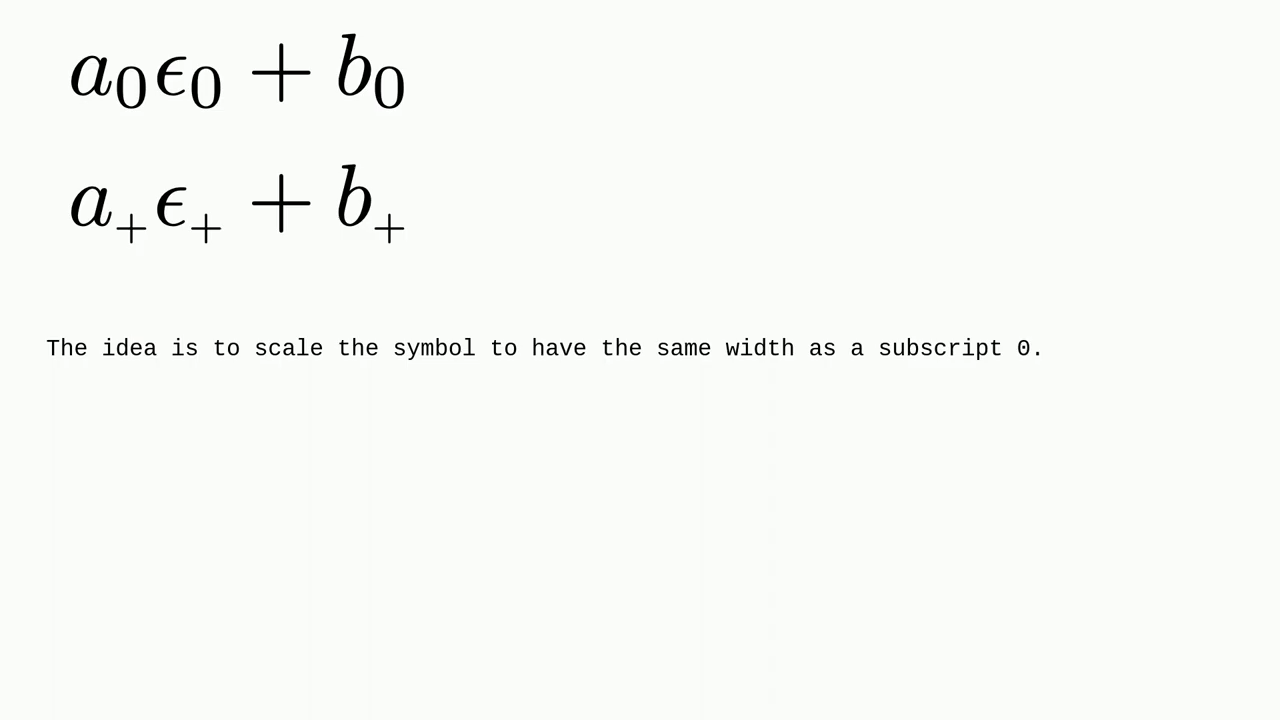 a₀ϵ₀ + b₀
a₊ϵ₊ + b₊
The idea is to scale the symbol to have the same width as a subscript 0.